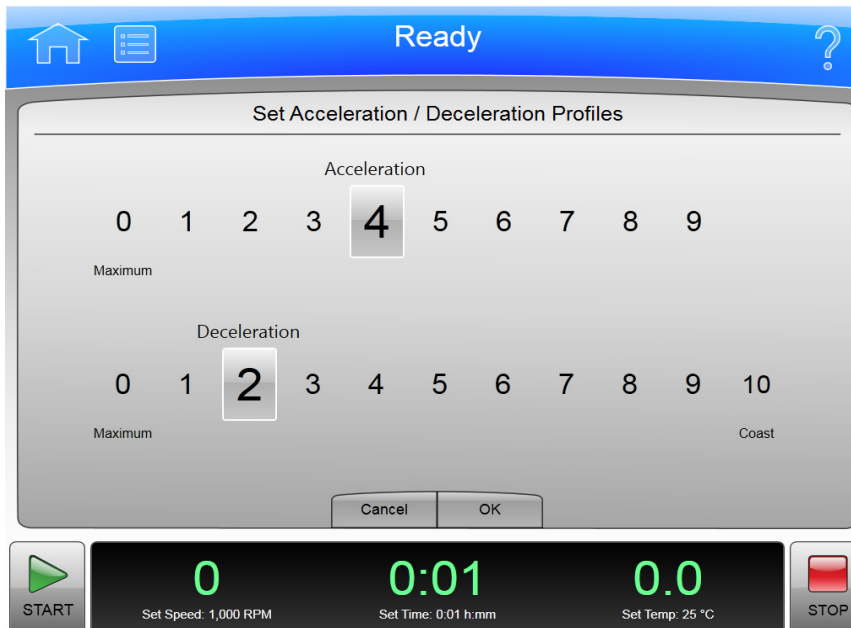 Ready
?
Set Acceleration / Deceleration Profiles
Acceleration
0 1 2 3 4 5 6 7 8 9
Maximum
Deceleration
0 1 2 3 4 5 6 7 8 9 10
Maximum Coast
Cancel OK
0 0:01 0.0
START Set Speed: 1,000 RPM Set Time: 0:01 h:mm Set Temp: 25 °C STOP